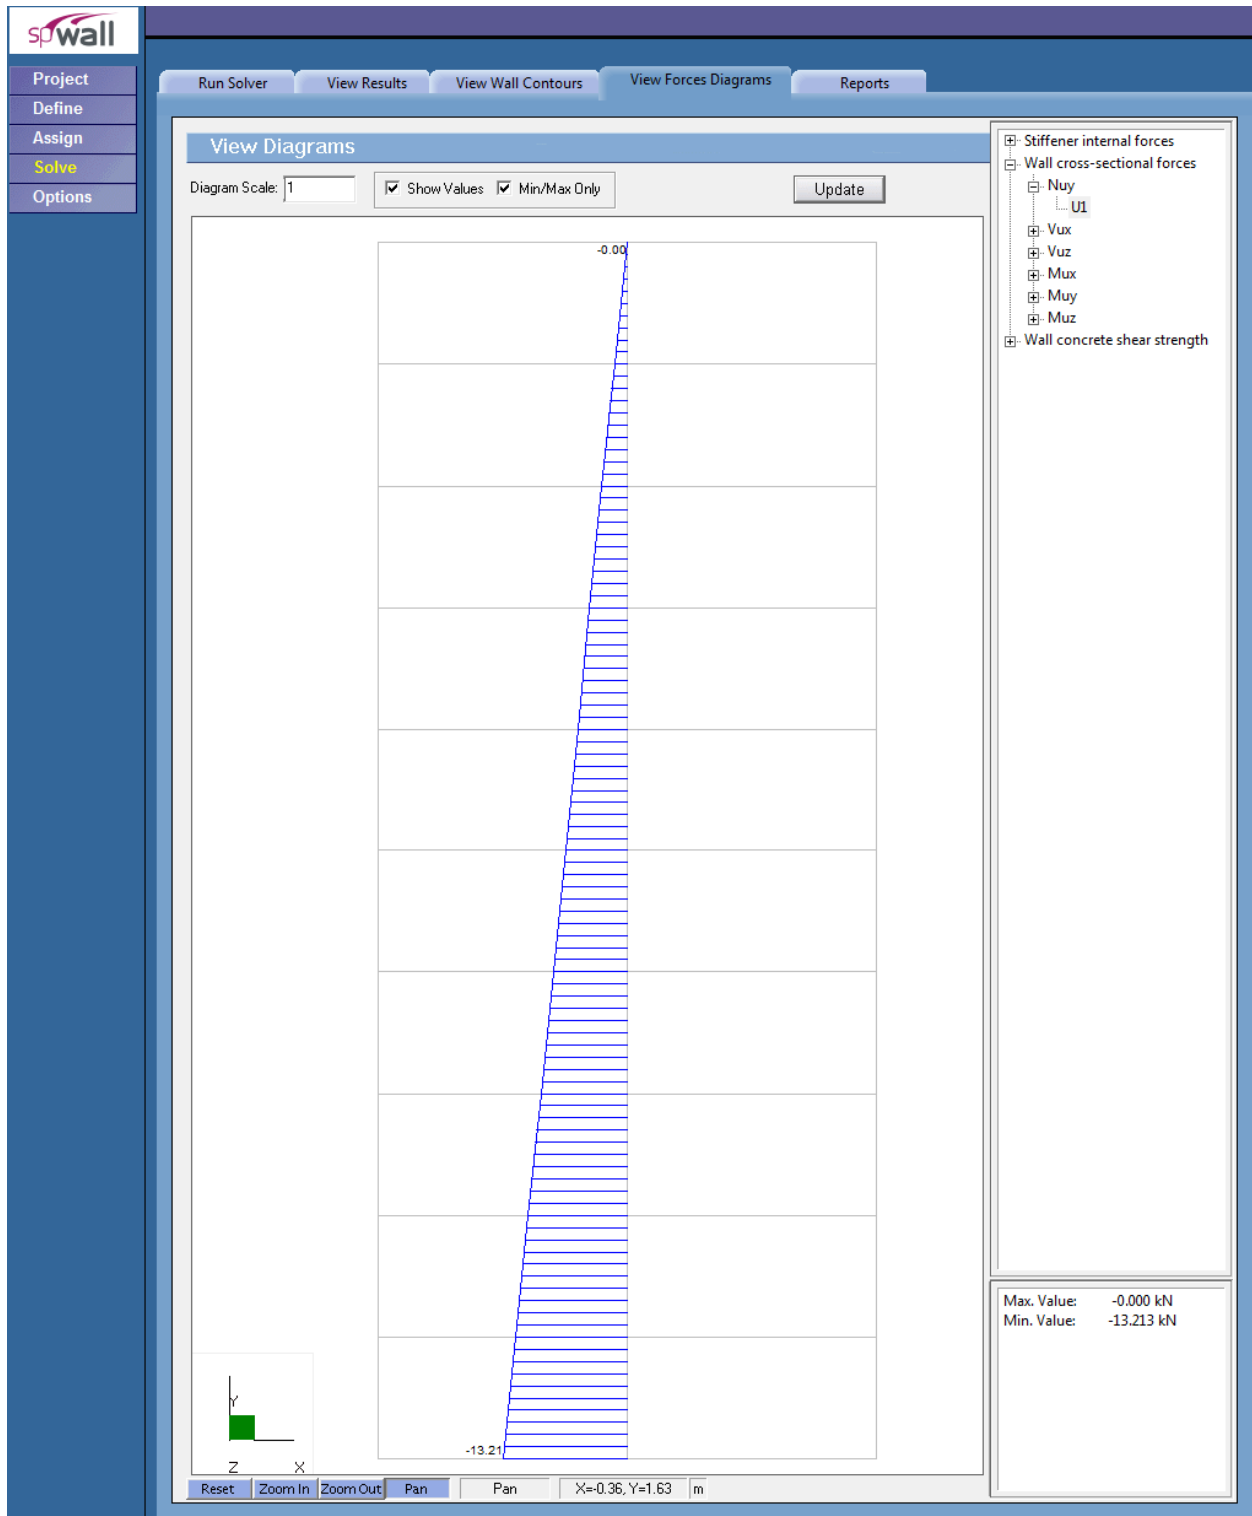 spwall
Project
Define
Assign
Solve
Options
Run Solver
View Results
View Wall Contours
View Forces Diagrams
Reports
View Diagrams
Diagram Scale: 1
Show Values
Min/Max Only
Update
-0.00
-13.21
Y
Z
X
Reset
Zoom In
Zoom Out
Pan
Pan
X=-0.36, Y=1.63
m
Stiffener internal forces
Wall cross-sectional forces
Nuy
U1
Vux
Vuz
Mux
Muy
Muz
Wall concrete shear strength
Max. Value: -0.000 kN
Min. Value: -13.213 kN